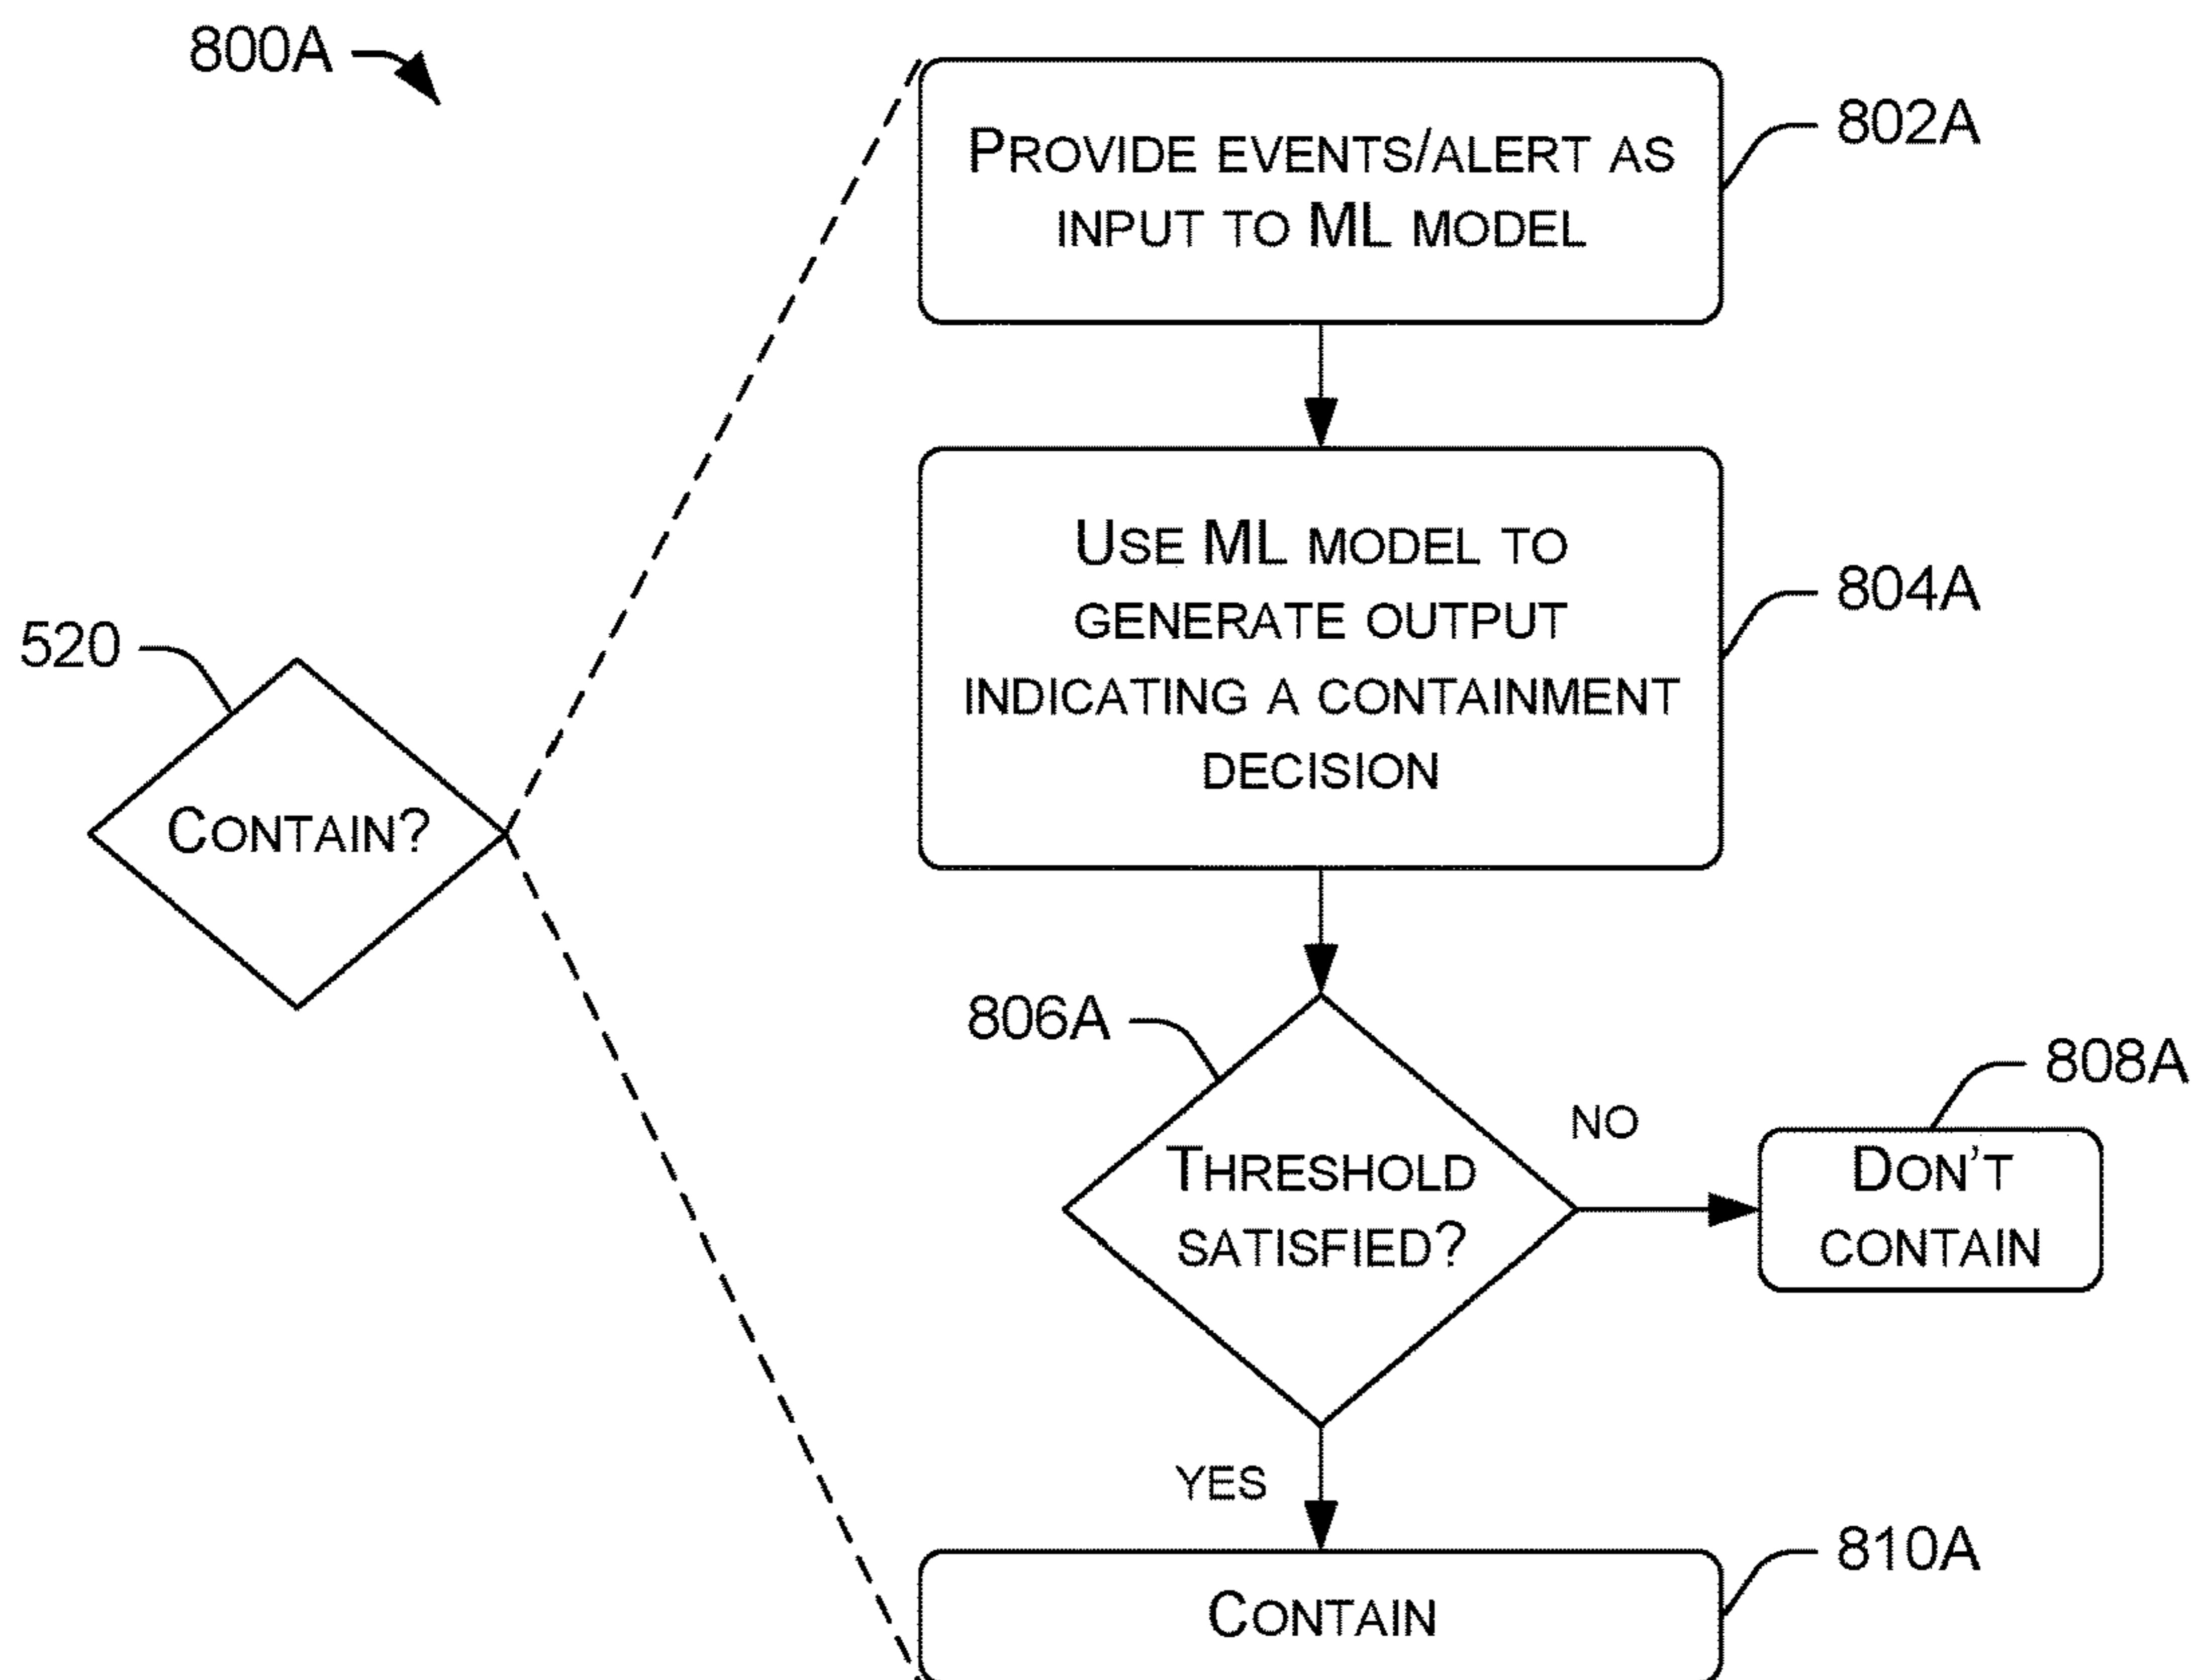 800A
PROVIDE EVENTS/ALERT AS
INPUT TO ML MODEL
802A
USE ML MODEL TO
GENERATE OUTPUT
INDICATING A CONTAINMENT
DECISION
804A
520
CONTAIN?
806A
THRESHOLD
SATISFIED?
NO
808A
DON'T
CONTAIN
YES
CONTAIN
810A